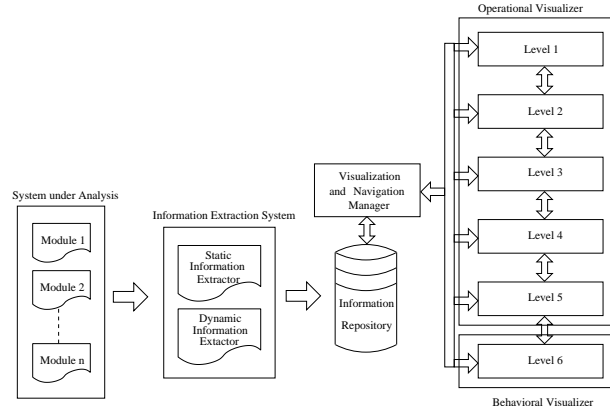 Operational Visualizer
Level 1
Level 2
Level 3
Level 4
Level 5
Level 6
Behavioral Visualizer
Visualization
and Navigation
Manager
Information
Repository
System under Analysis
Module 1
Module 2
Module n
Information Extraction System
Static
Information
Extractor
Dynamic
Information
Extactor